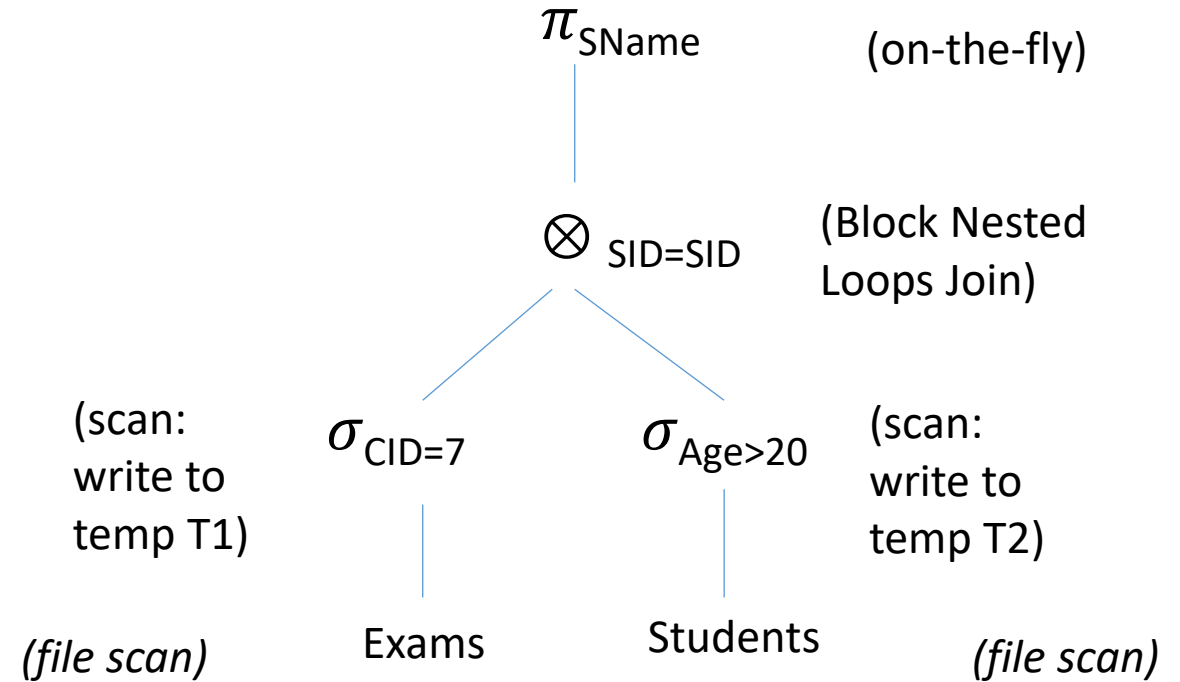 π SName (on-the-fly)
⊗ SID=SID (Block Nested
Loops Join)
(scan:
write to
temp T1)
σ CID=7
σ Age>20
(scan:
write to
temp T2)
(file scan)
Exams
Students
(file scan)